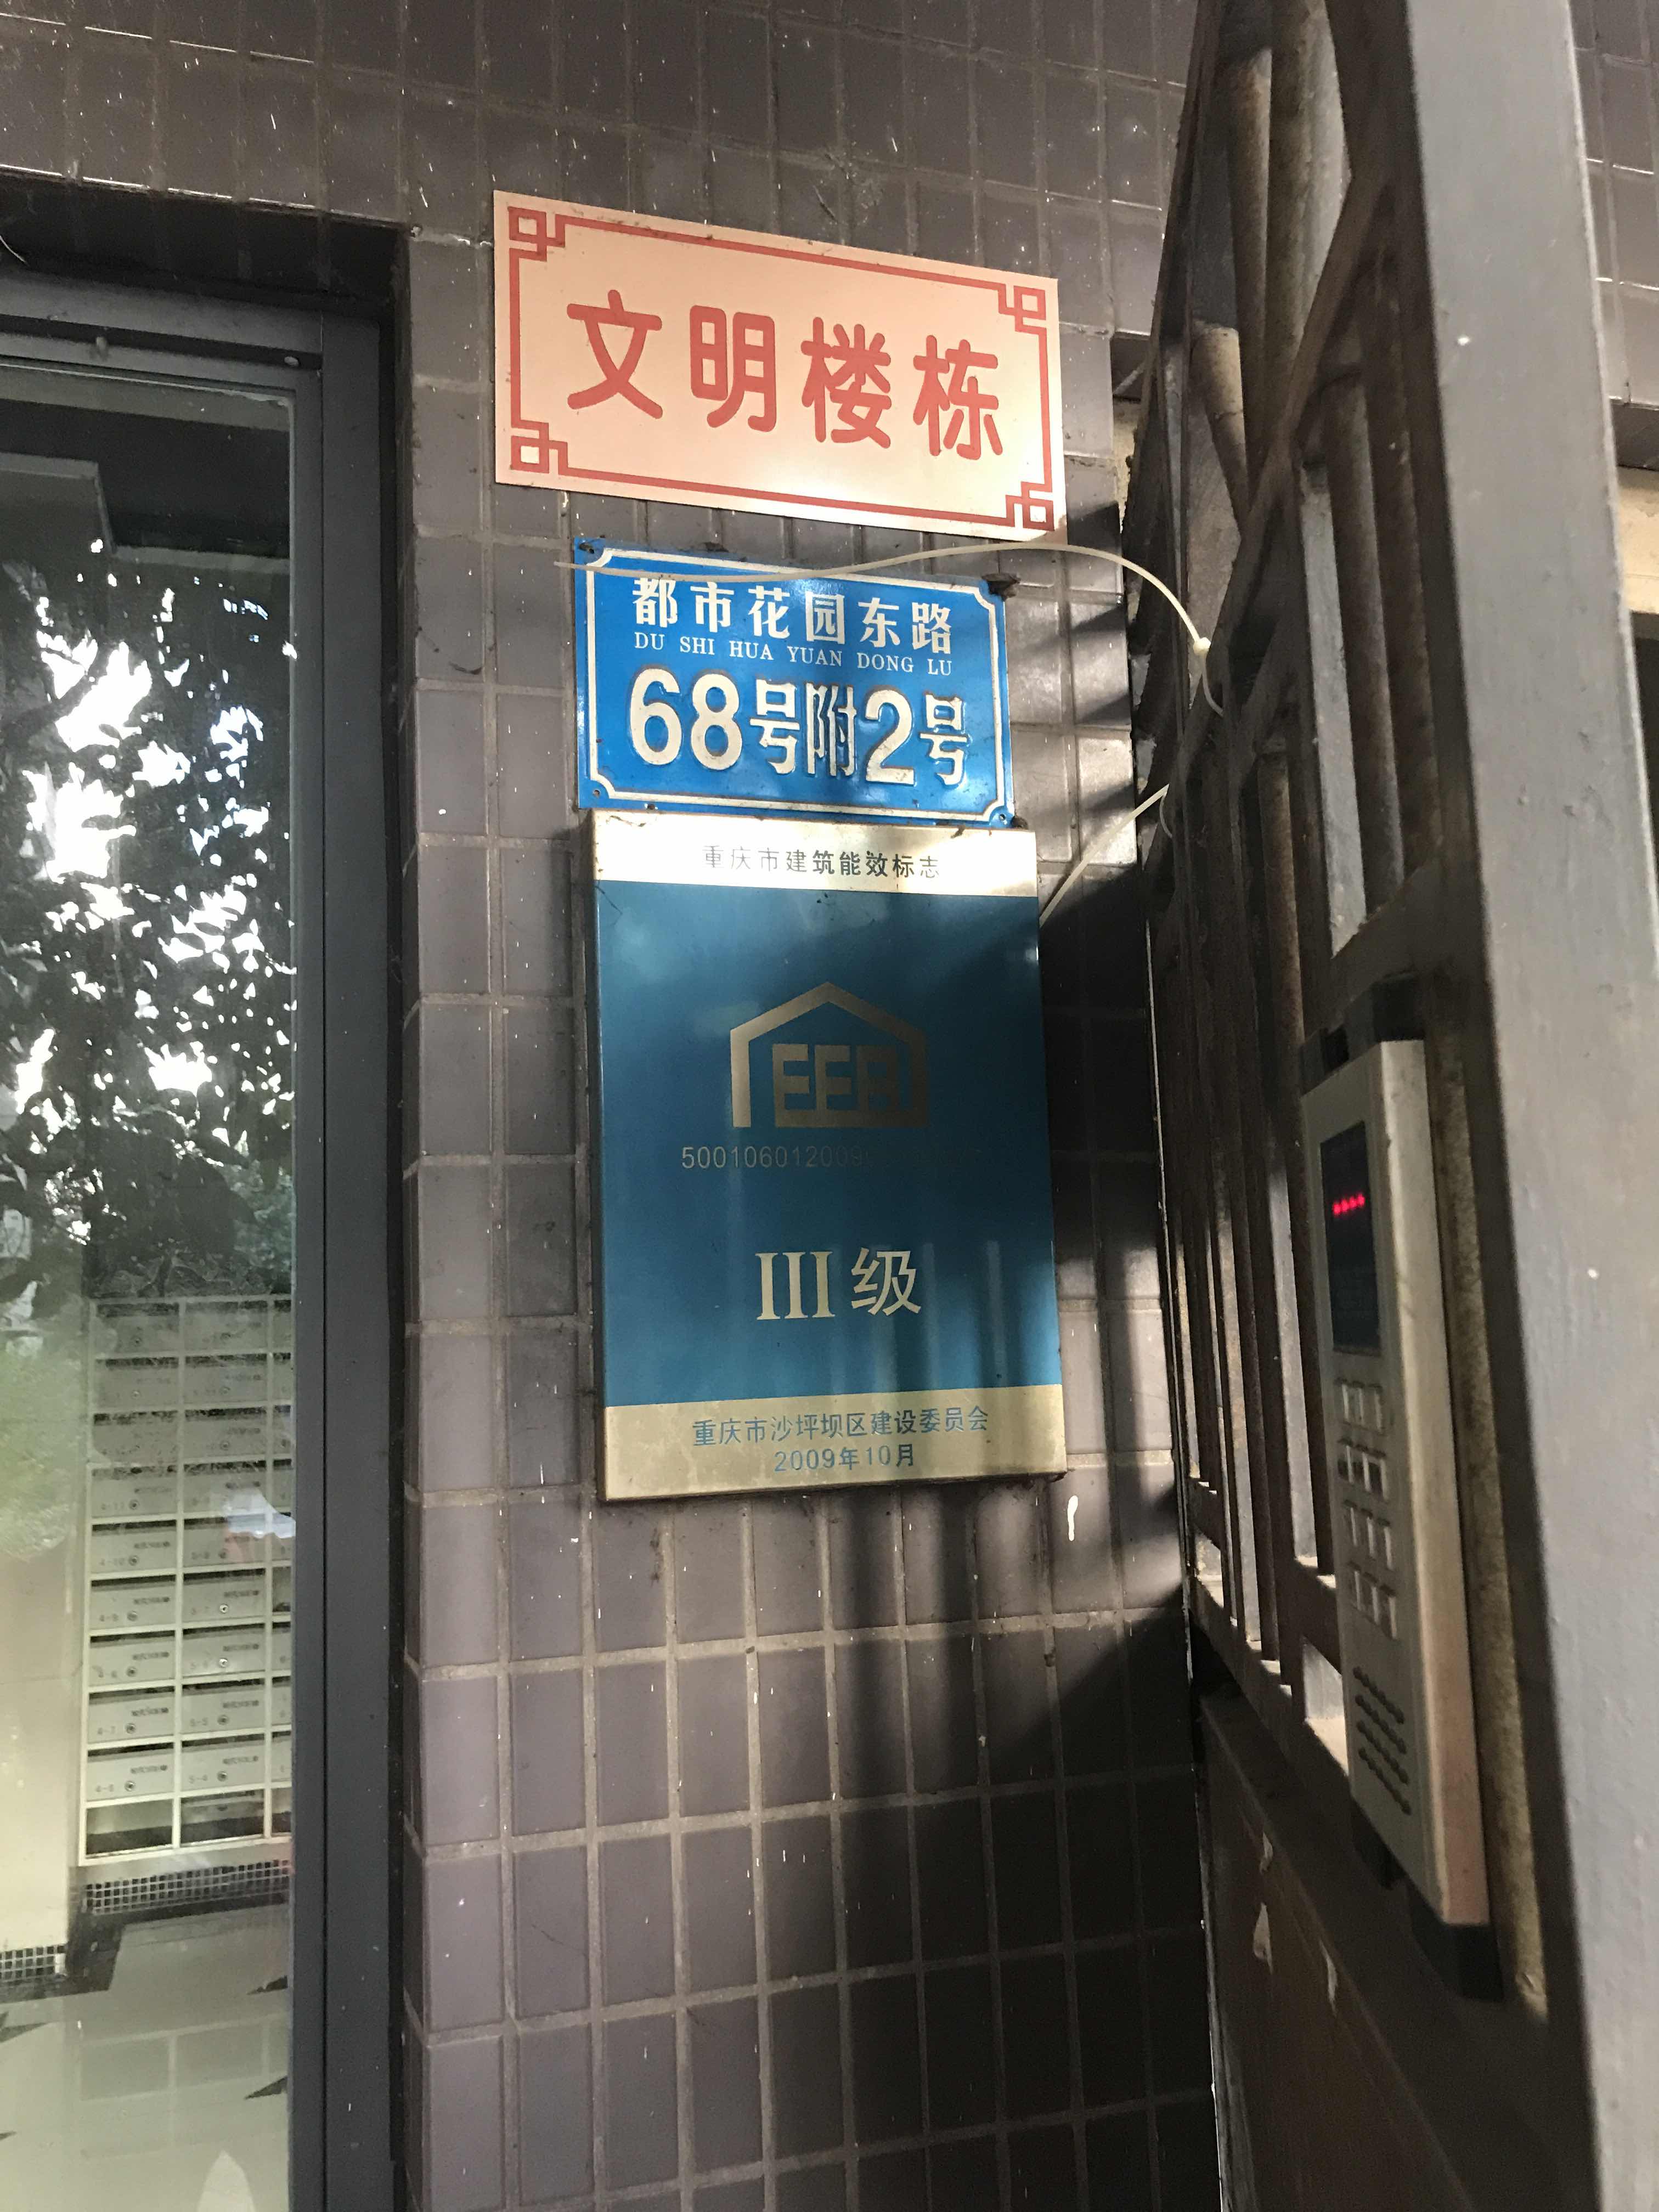 文明楼栋
都市花园东路
DU SHI HUA YUAN DONG LU
68号附2号
重庆市建筑能效标志
EEB
III级
重庆市沙坪坝区建设委员会
2009年10月